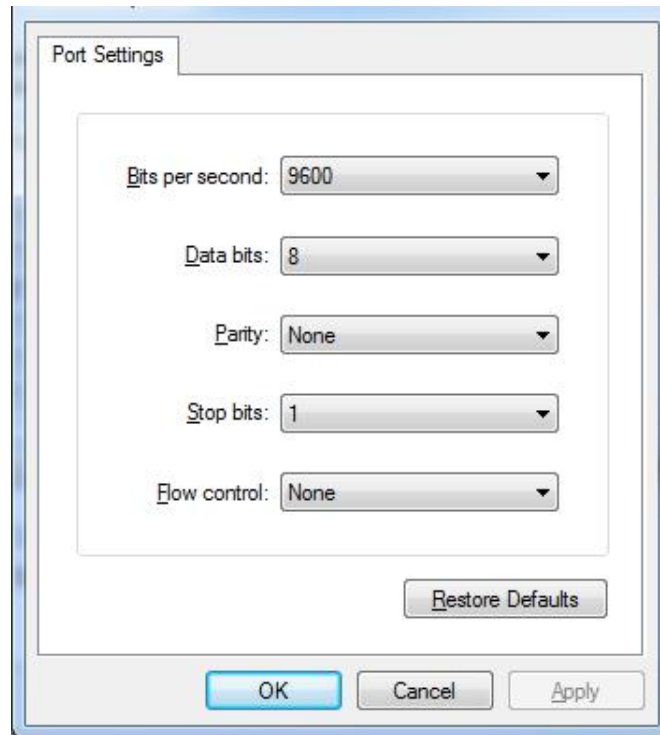 Port Settings
Bits per second: 9600
Data bits: 8
Parity: None
Stop bits: 1
Flow control: None
Restore Defaults
OK Cancel Apply